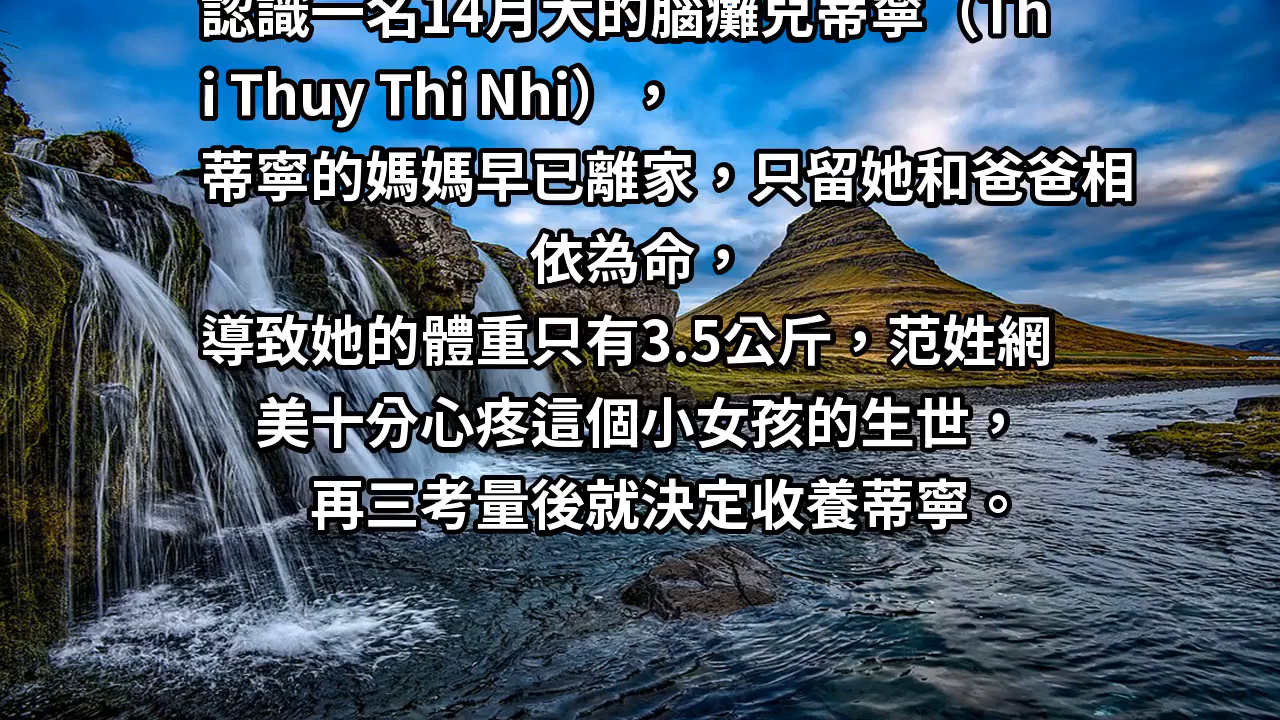 認識一名14月大的腦癱兒蒂寧（Th
i Thuy Thi Nhi），
蒂寧的媽媽早已離家，只留她和爸爸相
依為命，
導致她的體重只有3.5公斤，范姓網
美十分心疼這個小女孩的生世，
再三考量後就決定收養蒂寧。